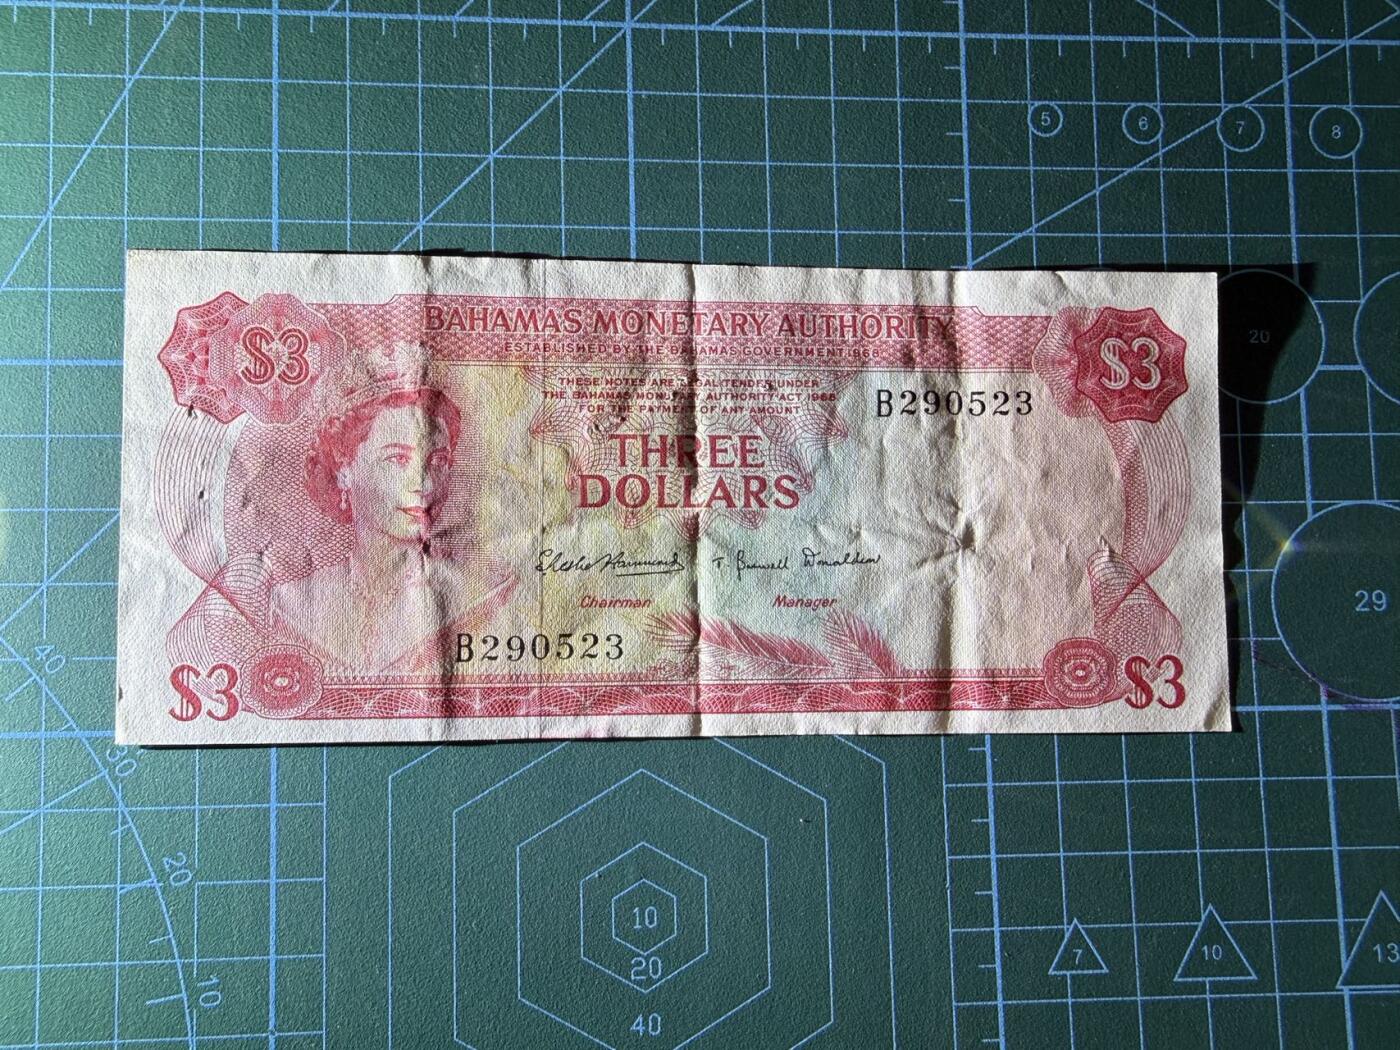 5 6 7 8
$3
BAHAMAS MONETARY AUTHORITY
$3
ESTABLISHED BY THE BAHAMAS GOVERNMENT 1968
20
THESE NOTES ARE LEGAL TENDER UNDER
THE BAHAMAS MONETARY AUTHORITY ACT 1968
FOR THE PAYMENT OF ANY AMOUNT
B290523
THREE
DOLLARS
T. Donaldson
Chairman
Manager
29
B290523
$3
$3
40
30
20
10
10
20
40
7 10 13